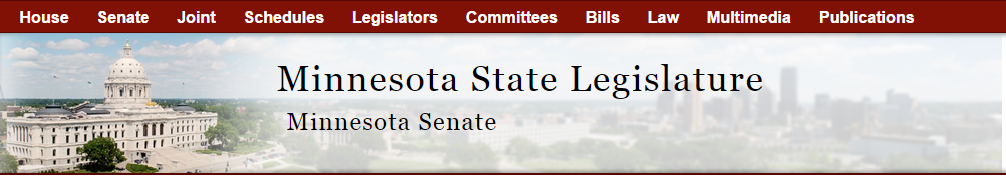 House Senate Joint Schedules Legislators Committees Bills Law Multimedia Publications
Minnesota State Legislature
Minnesota Senate